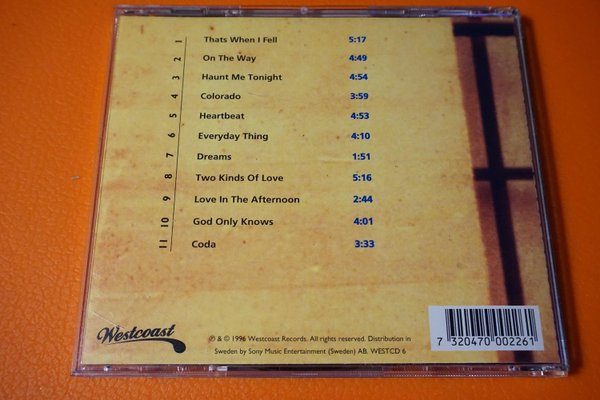 1 Thats When I Fell 5:17
2 On The Way 4:49
3 Haunt Me Tonight 4:54
4 Colorado 3:59
5 Heartbeat 4:53
6 Everyday Thing 4:10
7 Dreams 1:51
8 Two Kinds Of Love 5:16
9 Love In The Afternoon 2:44
10 God Only Knows 4:01
11 Coda 3:33
Westcoast
℗ & © 1996 Westcoast Records. All rights reserved. Distribution in
Sweden by Sony Music Entertainment (Sweden) AB. WESTCD 6
7 320470 002261